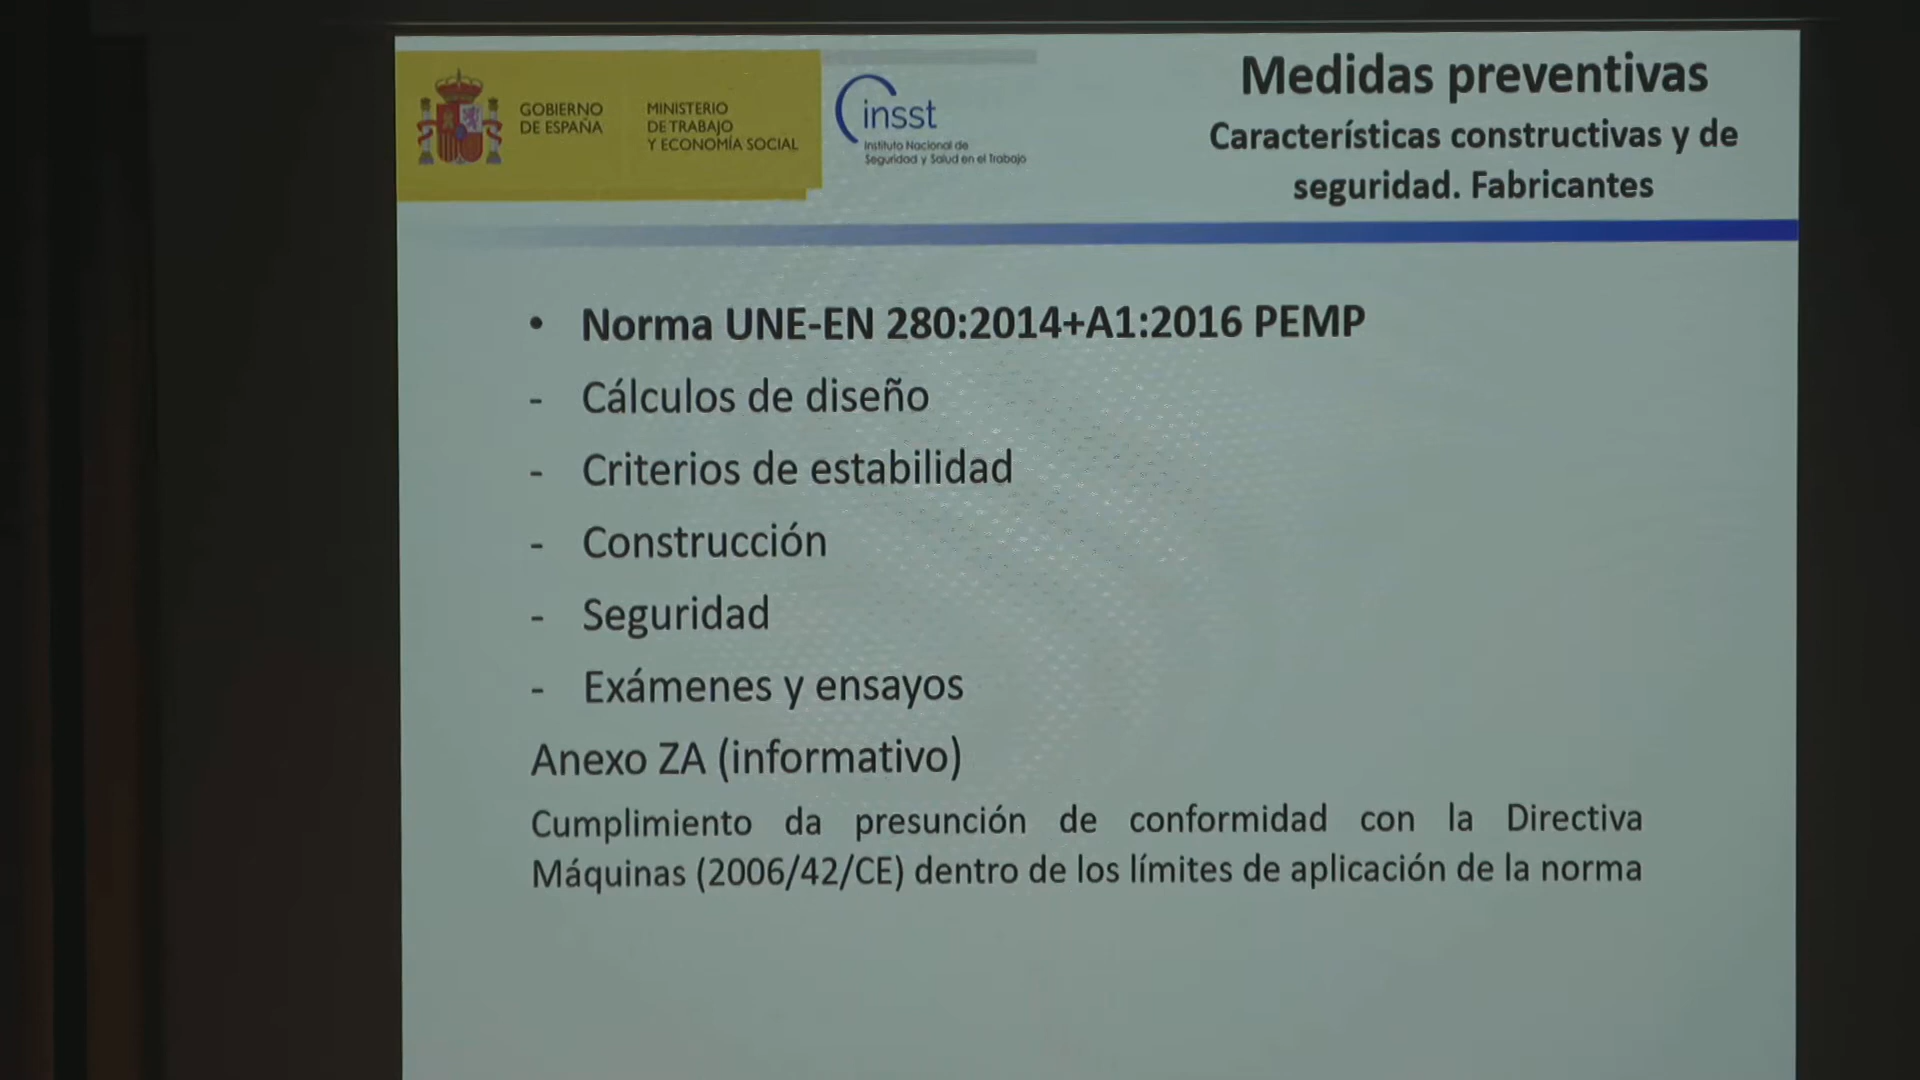 GOBIERNO
DE ESPAÑA
MINISTERIO
DE TRABAJO
Y ECONOMÍA SOCIAL
insst
Instituto Nacional de
Seguridad y Salud en el Trabajo
Medidas preventivas
Características constructivas y de
seguridad. Fabricantes
• Norma UNE-EN 280:2014+A1:2016 PEMP
- Cálculos de diseño
- Criterios de estabilidad
- Construcción
- Seguridad
- Exámenes y ensayos
Anexo ZA (informativo)
Cumplimiento da presunción de conformidad con la Directiva
Máquinas (2006/42/CE) dentro de los límites de aplicación de la norma